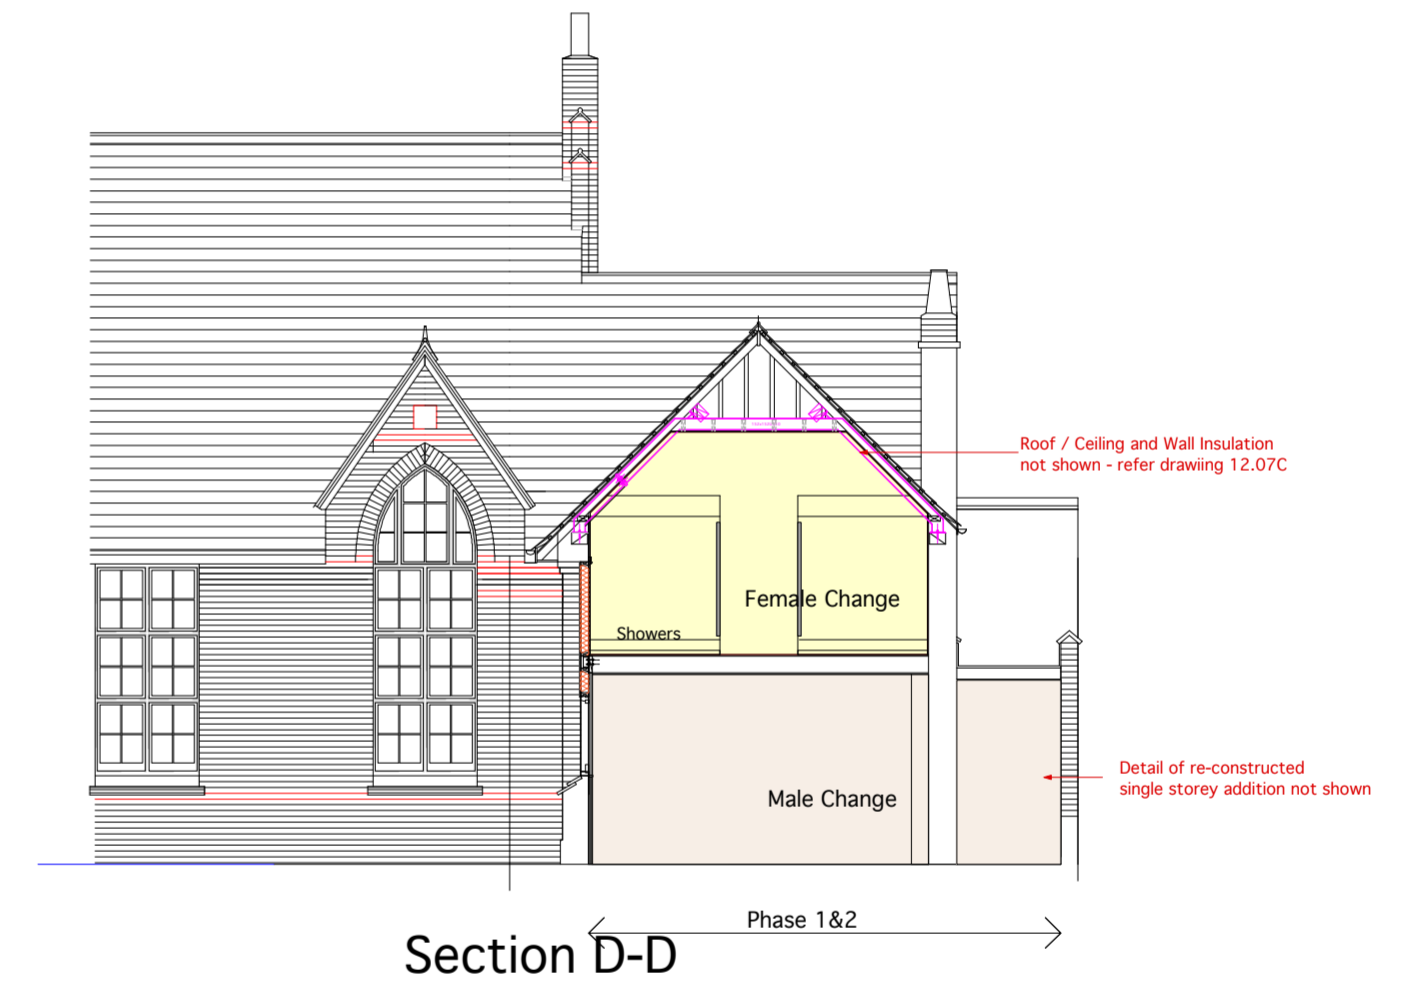 Roof / Ceiling and Wall Insulation
not shown - refer drawiing 12.07C
Female Change
Showers
Detail of re-constructed
single storey addition not shown
Male Change
Phase 1&2
Section D-D